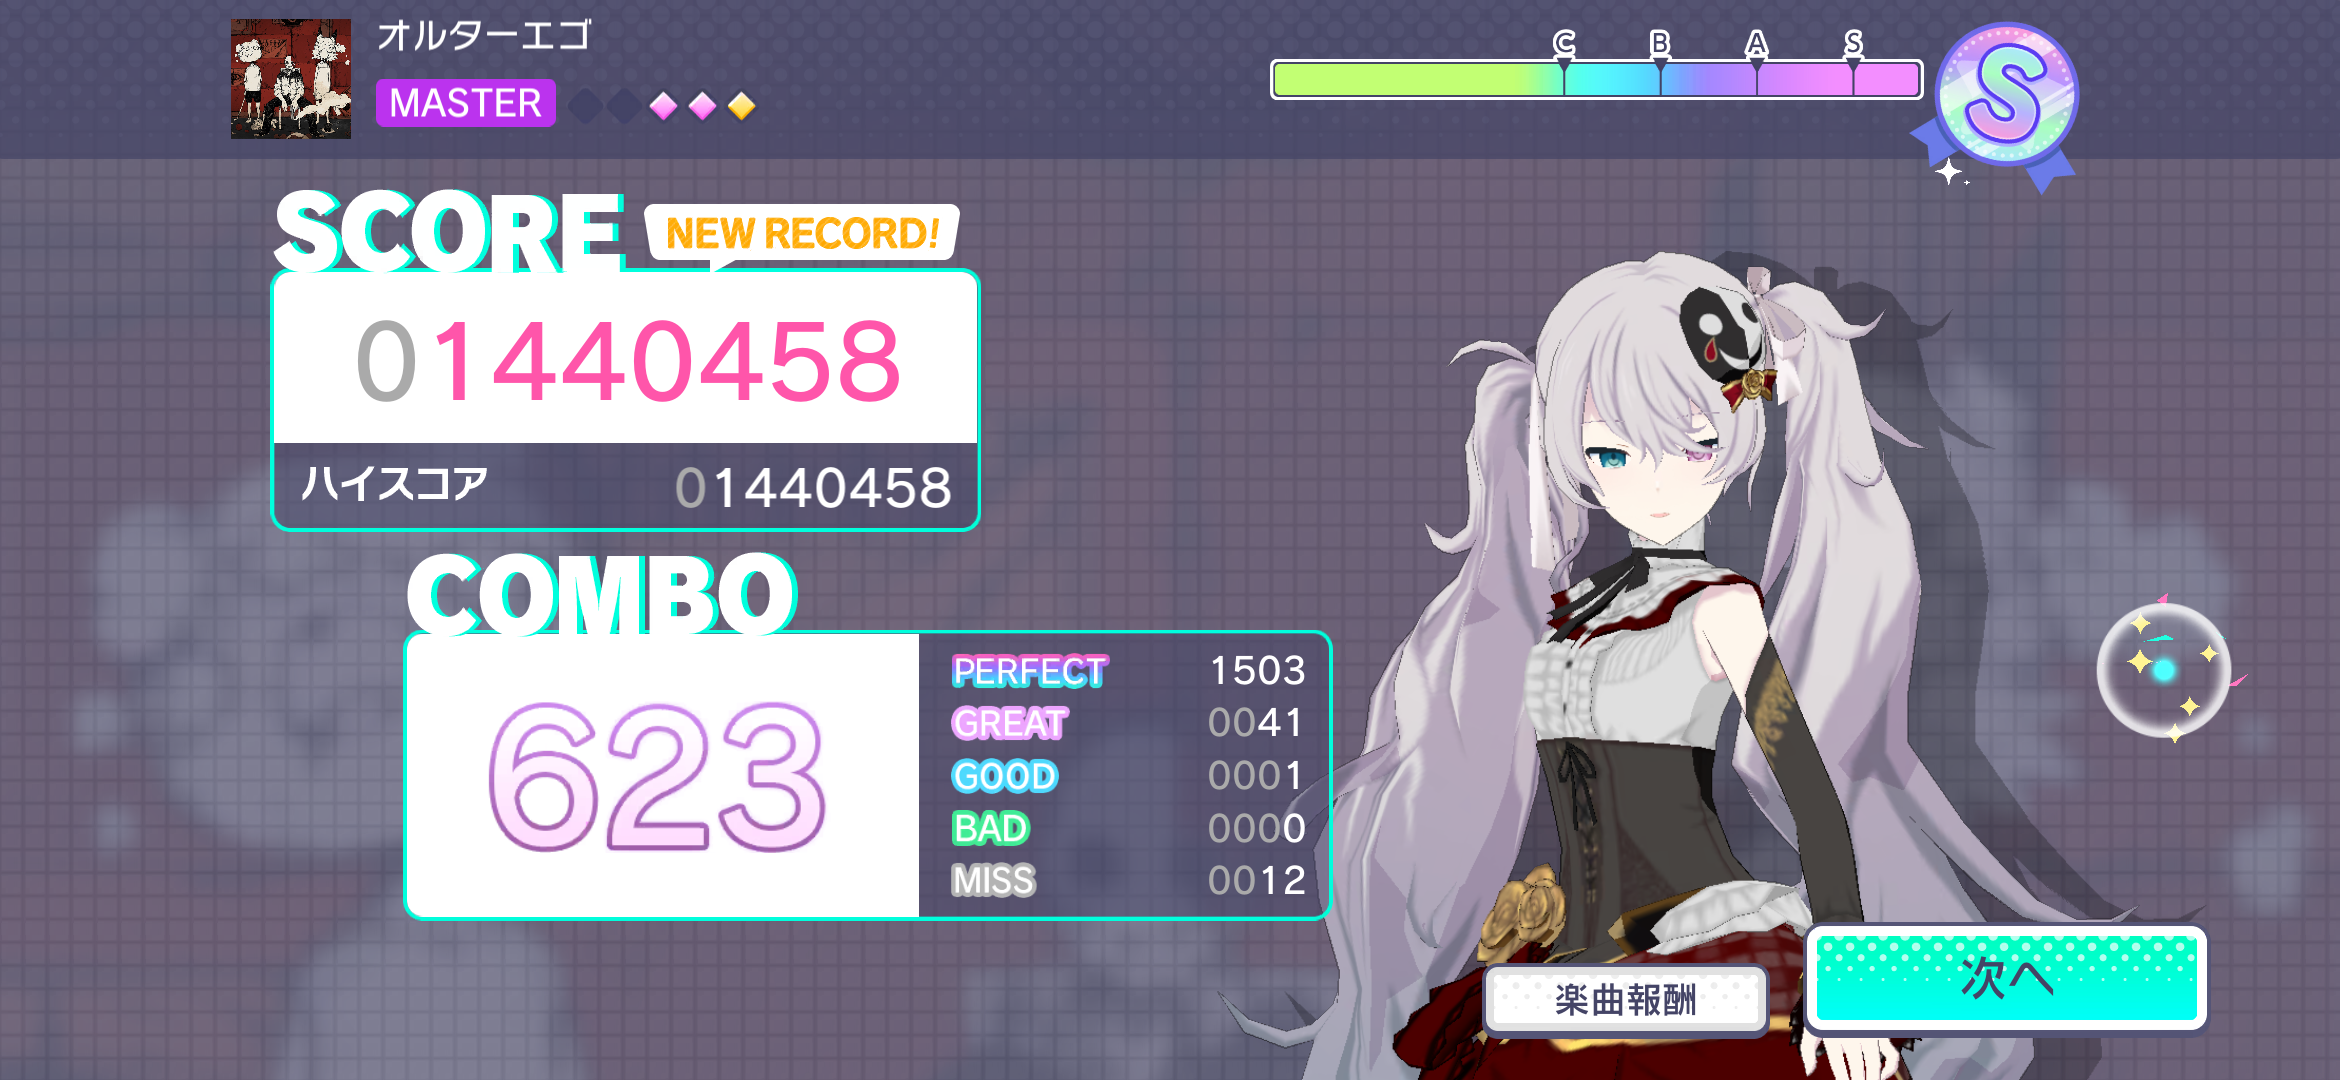 オルターエゴ
MASTER
C B A S
S
SCORE
NEW RECORD!
01440458
ハイスコア 01440458
COMBO
623
PERFECT 1503
GREAT 0041
GOOD 0001
BAD 0000
MISS 0012
楽曲報酬
次へ